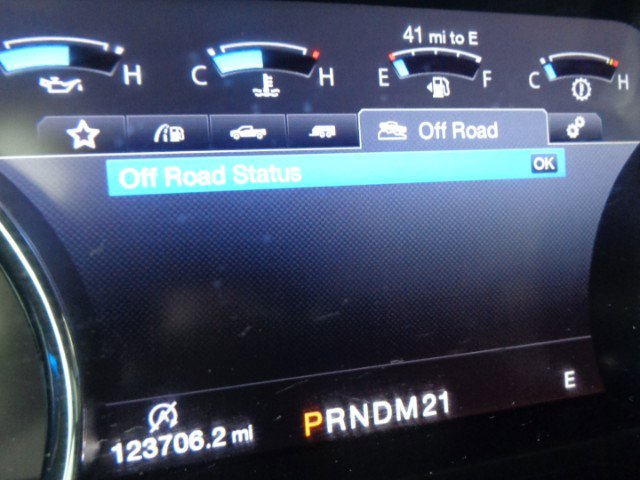 41 mi to E
H
C H
E F
C H
Off Road
Off Road Status OK
E
123706.2 mi
PRNDM21